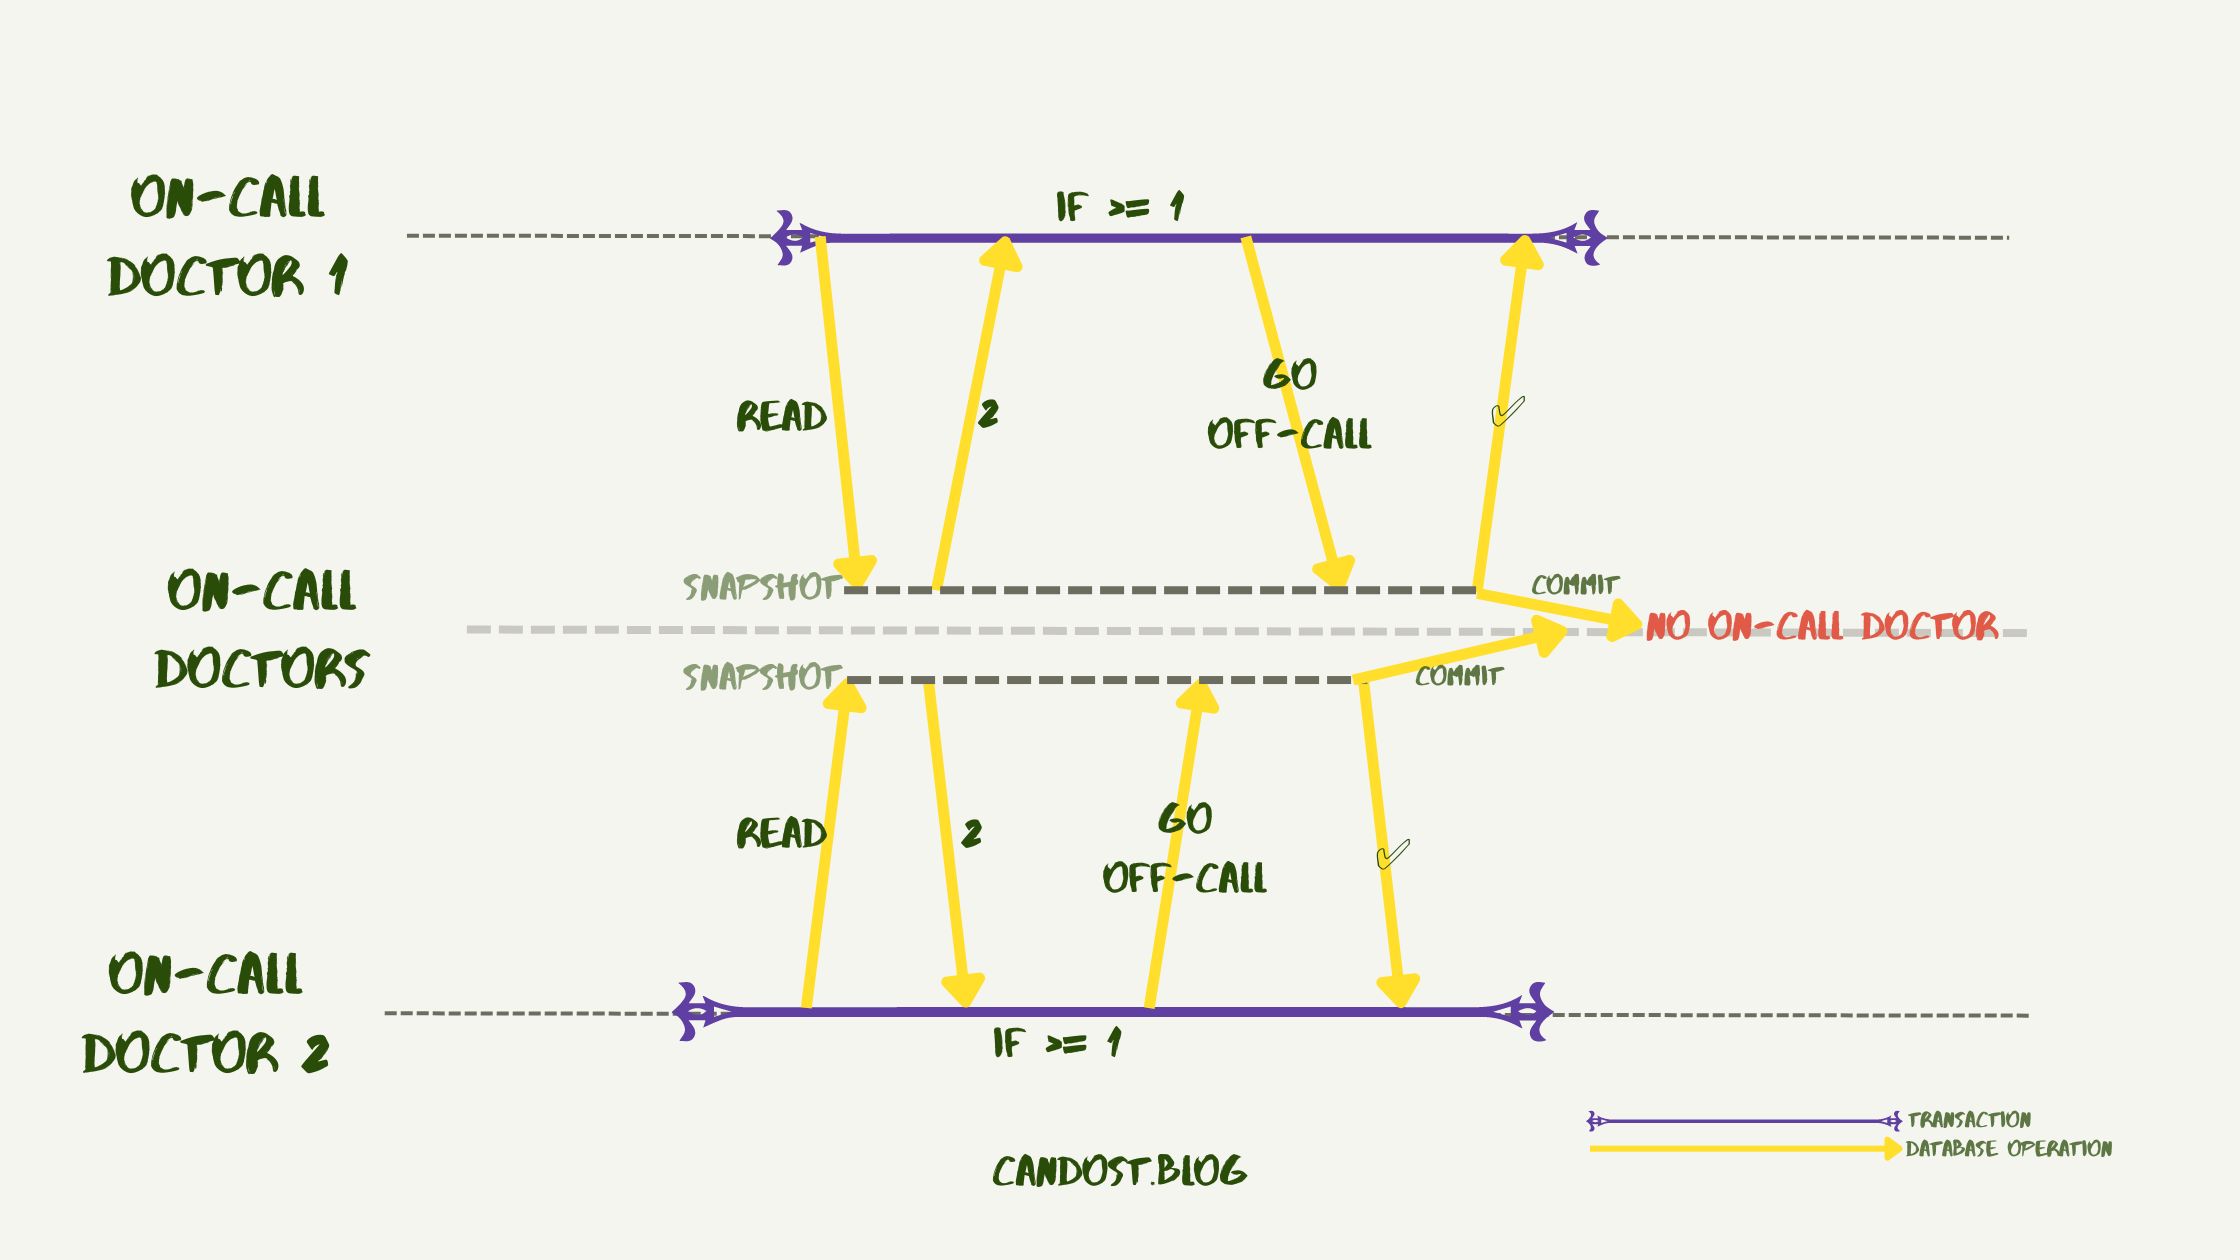 ON-CALL
DOCTOR 1
IF >= 1
READ
2
GO
OFF-CALL
✓
ON-CALL
DOCTORS
SNAPSHOT
COMMIT
NO ON-CALL DOCTOR
SNAPSHOT
COMMIT
READ
2
GO
OFF-CALL
✓
ON-CALL
DOCTOR 2
IF >= 1
TRANSACTION
DATABASE OPERATION
CANDOST.BLOG